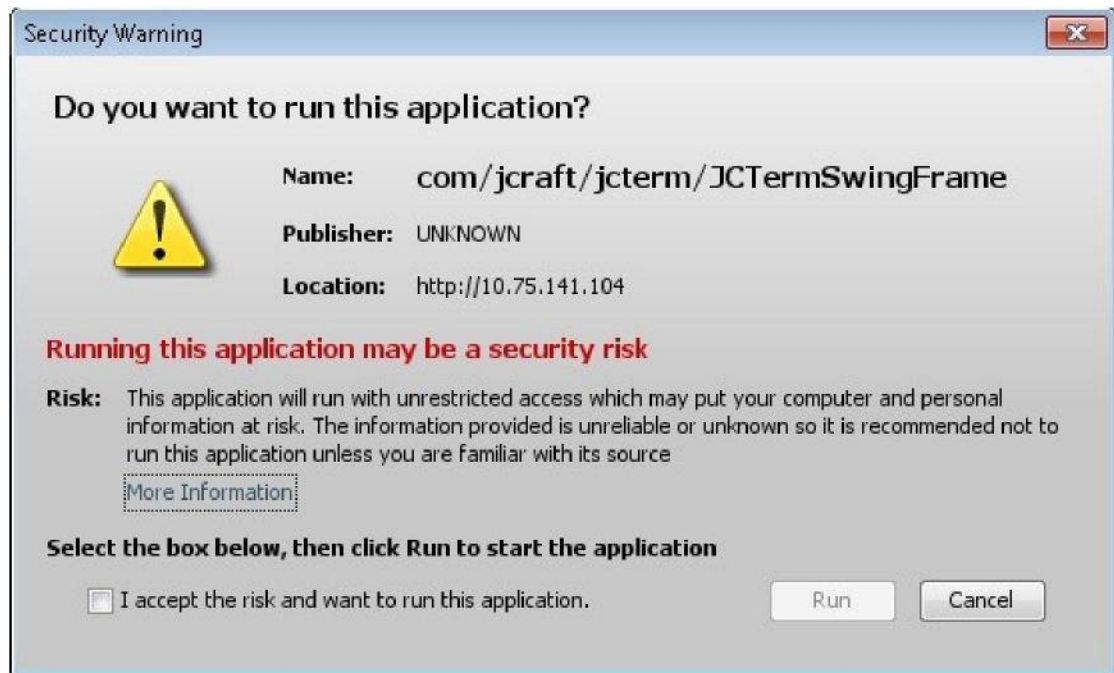 Security Warning
Do you want to run this application?
Name: com/jcraft/jcterm/JCTermSwingFrame
Publisher: UNKNOWN
Location: http://10.75.141.104
Running this application may be a security risk
Risk: This application will run with unrestricted access which may put your computer and personal
information at risk. The information provided is unreliable or unknown so it is recommended not to
run this application unless you are familiar with its source
More Information
Select the box below, then click Run to start the application
I accept the risk and want to run this application. Run Cancel